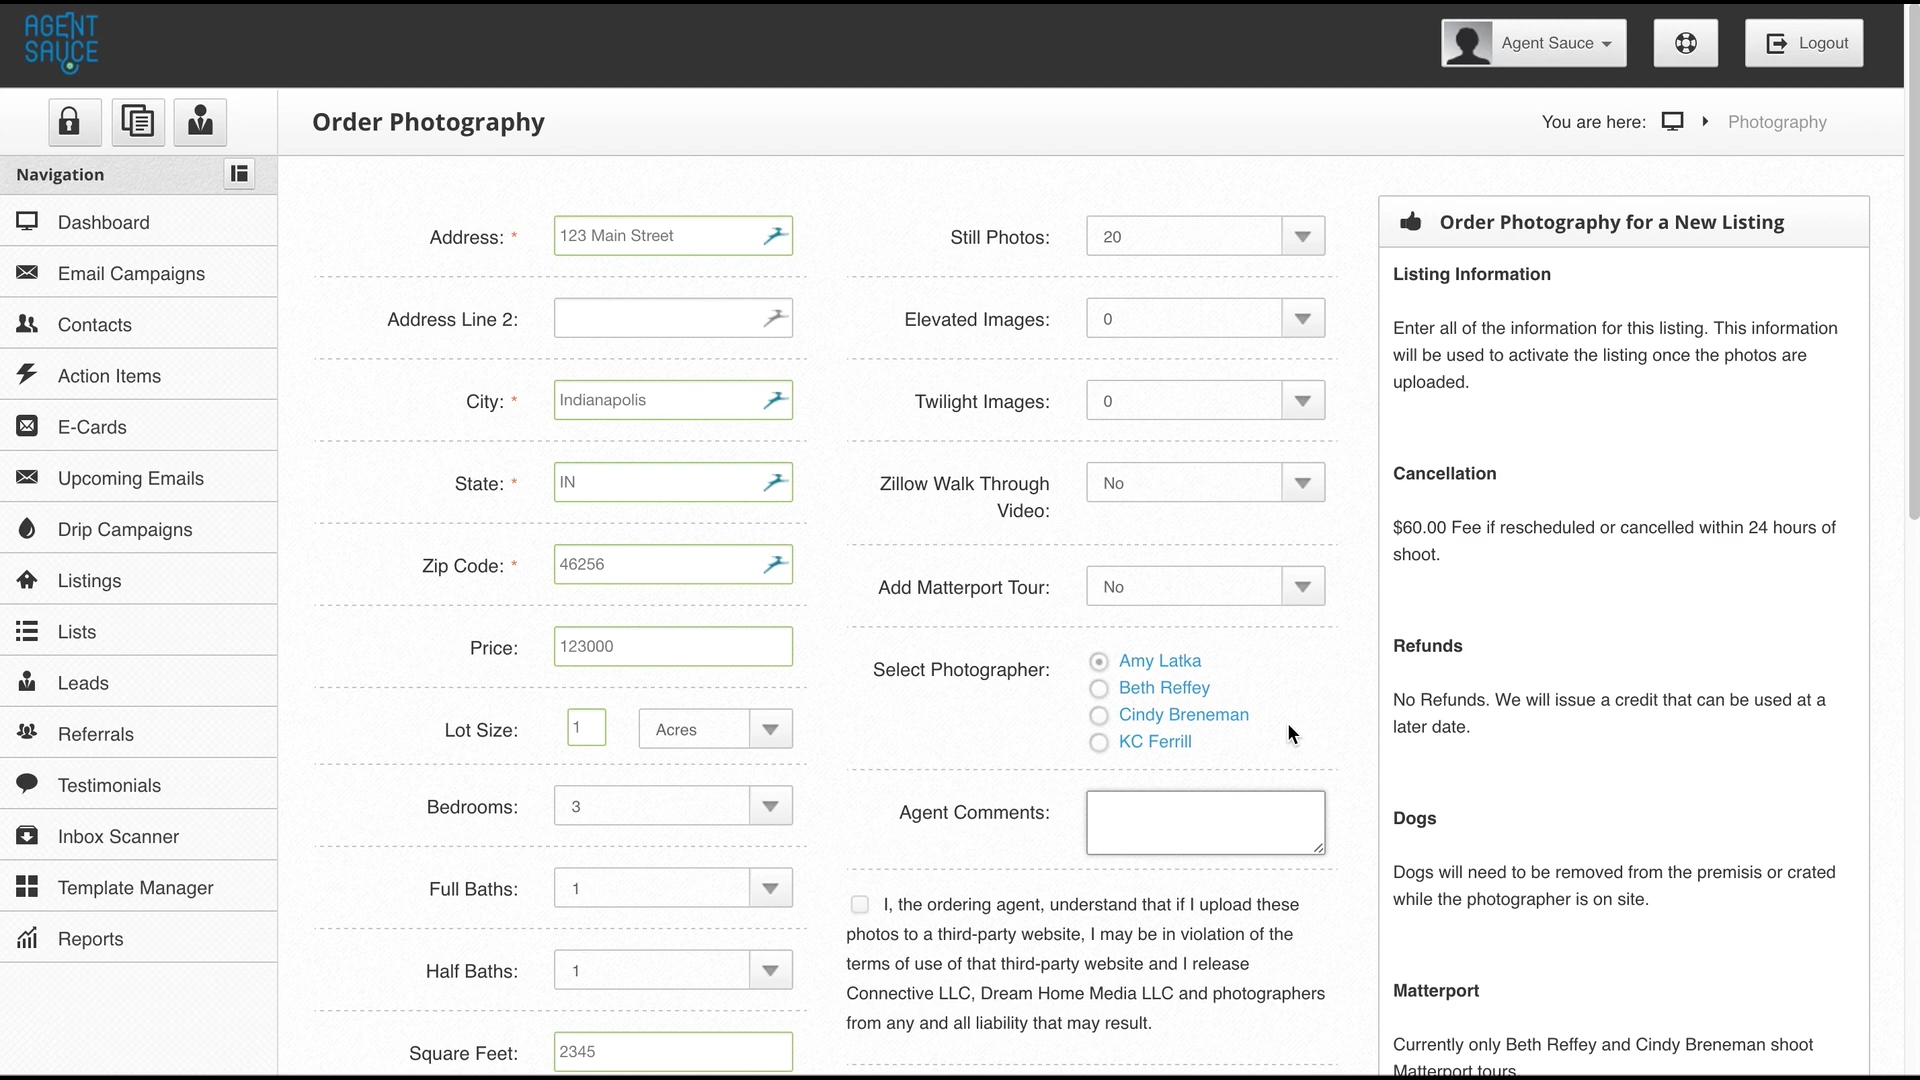 AGENT
SAUCE
Agent Sauce
Logout
Order Photography
You are here:
Photography
Navigation
Dashboard
Email Campaigns
Contacts
Action Items
E-Cards
Upcoming Emails
Drip Campaigns
Listings
Lists
Leads
Referrals
Testimonials
Inbox Scanner
Template Manager
Reports
Address: * 123 Main Street
Address Line 2:
City: * Indianapolis
State: * IN
Zip Code: * 46256
Price: 123000
Lot Size: 1 Acres
Bedrooms: 3
Full Baths: 1
Half Baths: 1
Square Feet: 2345
Still Photos: 20
Elevated Images: 0
Twilight Images: 0
Zillow Walk Through No
Video:
Add Matterport Tour: No
Select Photographer:
Amy Latka
Beth Reffey
Cindy Breneman
KC Ferrill
Agent Comments:
I, the ordering agent, understand that if I upload these
photos to a third-party website, I may be in violation of the
terms of use of that third-party website and I release
Connective LLC, Dream Home Media LLC and photographers
from any and all liability that may result.
Order Photography for a New Listing
Listing Information
Enter all of the information for this listing. This information
will be used to activate the listing once the photos are
uploaded.
Cancellation
$60.00 Fee if rescheduled or cancelled within 24 hours of
shoot.
Refunds
No Refunds. We will issue a credit that can be used at a
later date.
Dogs
Dogs will need to be removed from the premisis or crated
while the photographer is on site.
Matterport
Currently only Beth Reffey and Cindy Breneman shoot
Matterport tours.